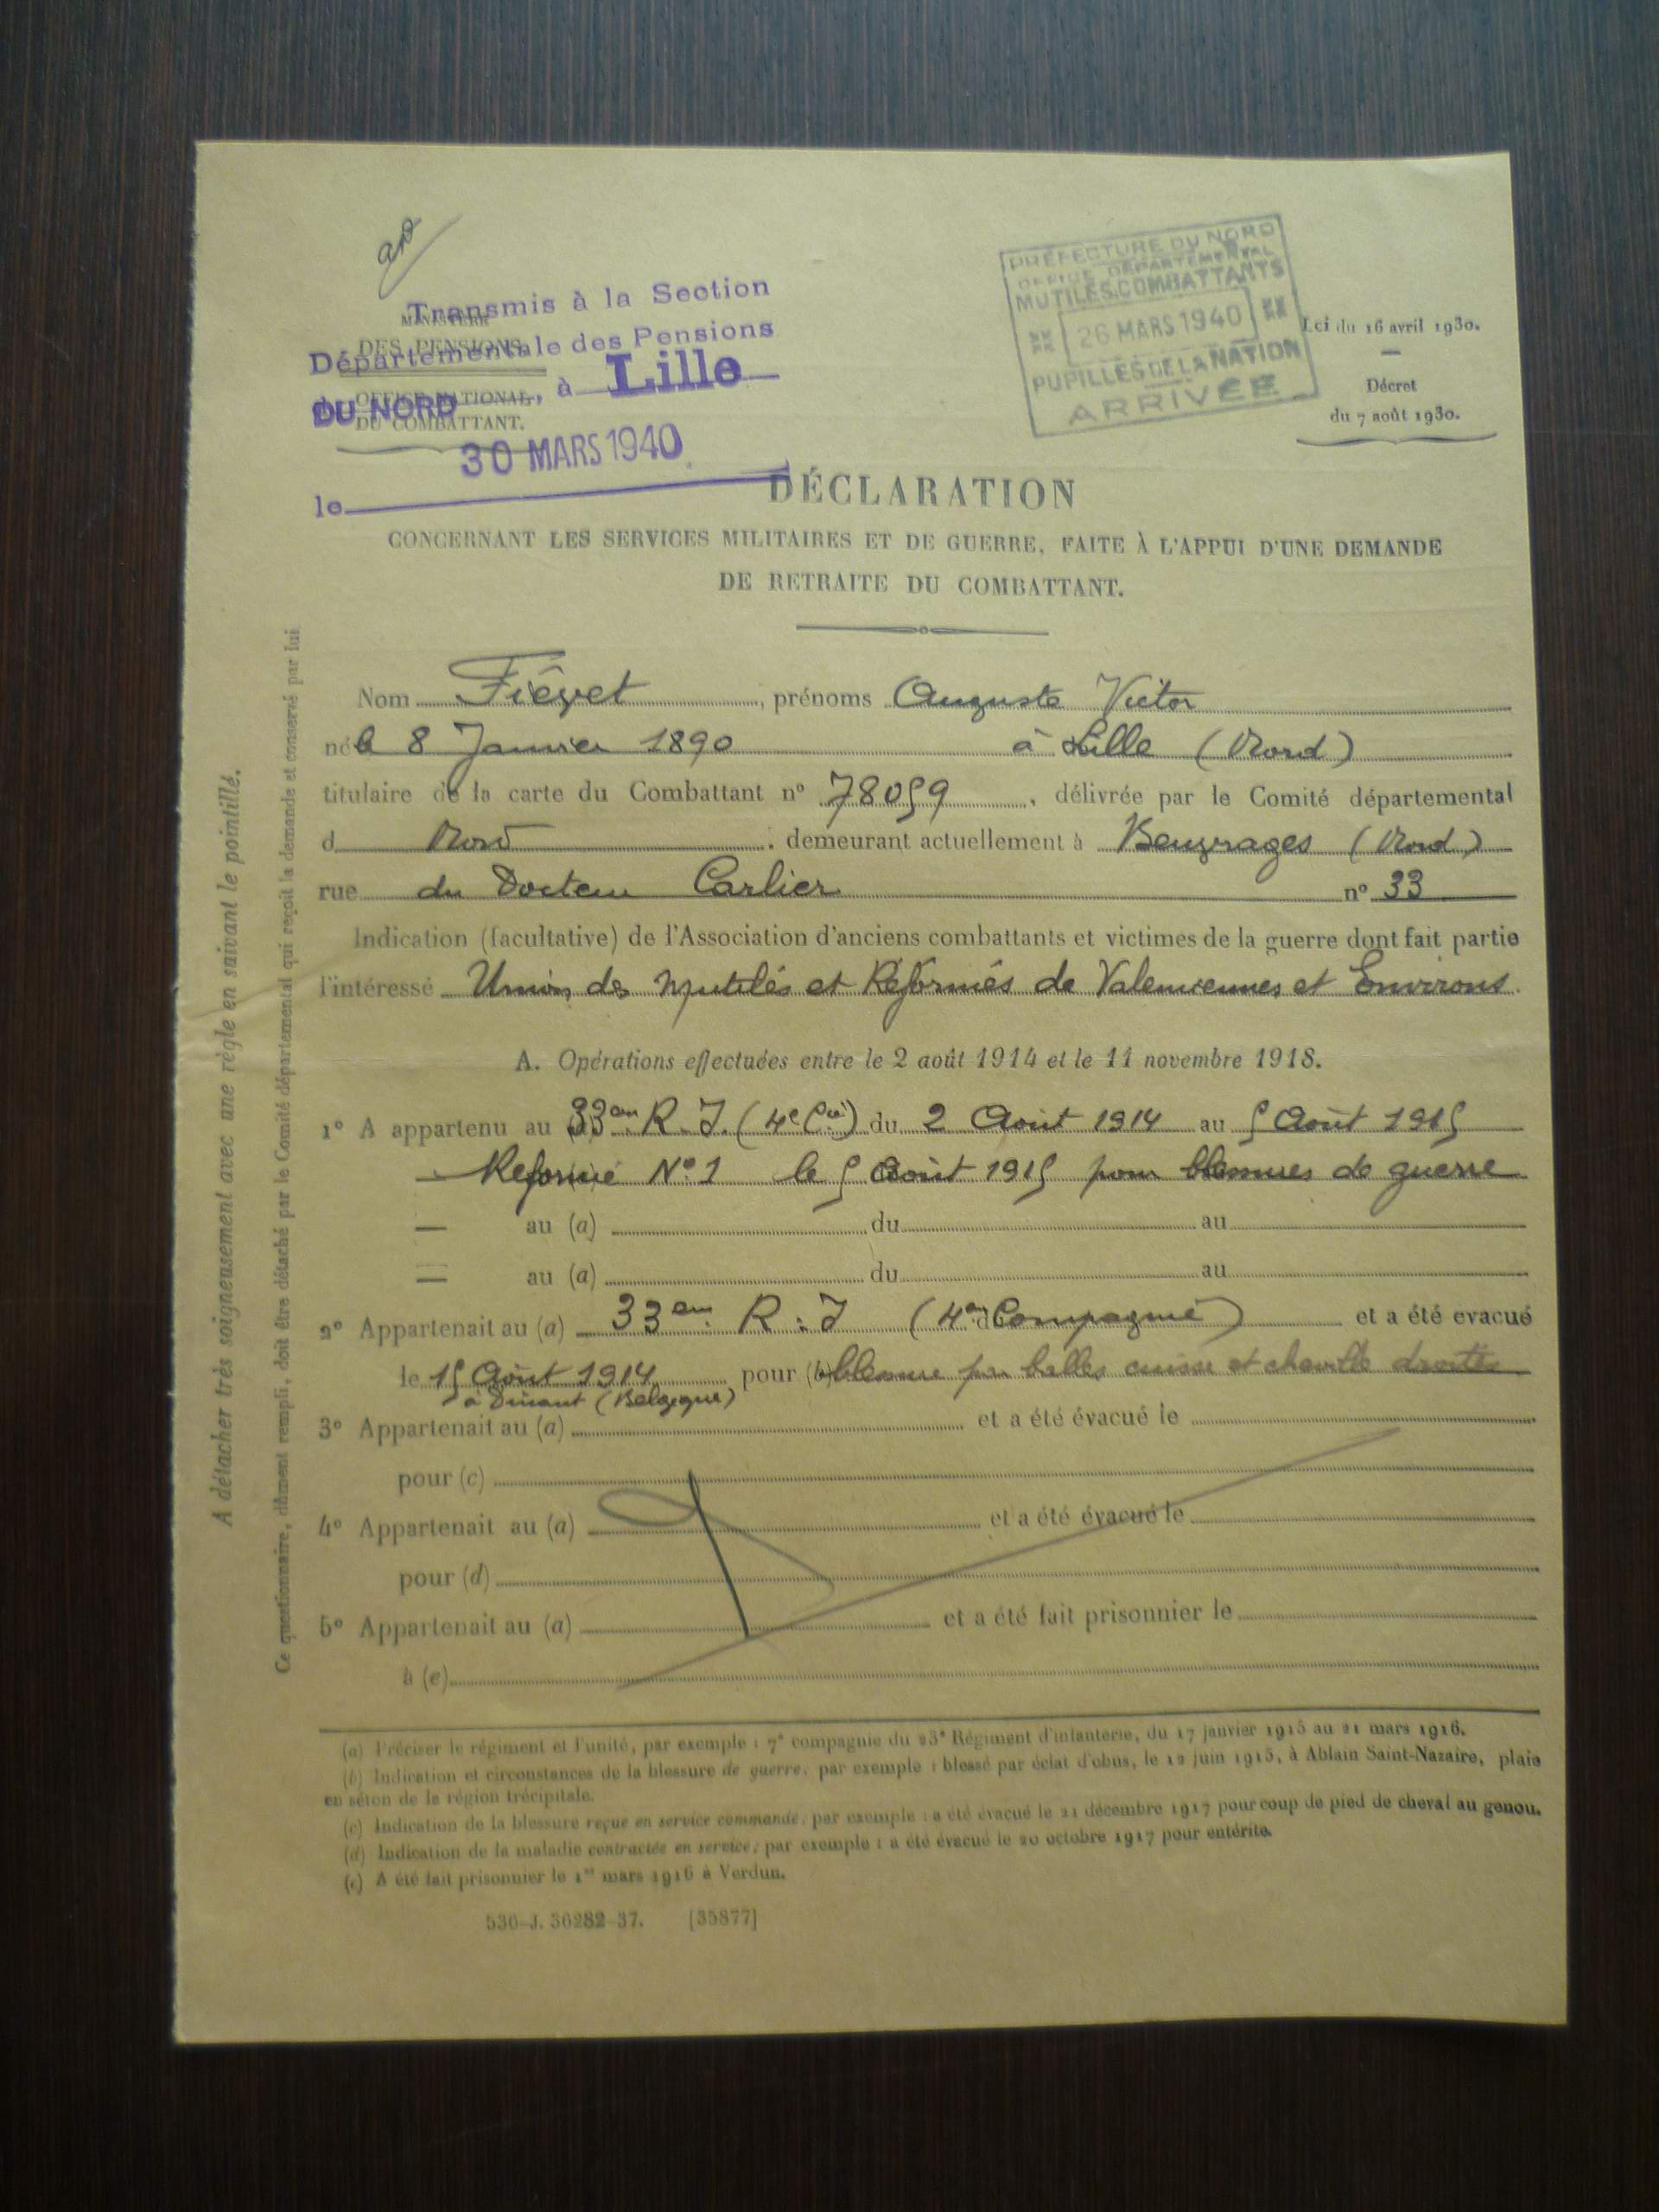 Transmis à la Section
Départementale des Pensions
DU NORD, à Lille
30 MARS 1940
le
MINISTÈRE
DES PENSIONS.
OFFICE NATIONAL
DU COMBATTANT.
PRÉFECTURE DU NORD
OFFICE DÉPARTEMENTAL
MUTILÉS.COMBATTANTS
26 MARS 1940
PUPILLES DE LA NATION
ARRIVÉE
Loi du 16 avril 1930.
Décret
du 7 août 1930.
DÉCLARATION
CONCERNANT LES SERVICES MILITAIRES ET DE GUERRE, FAITE À L'APPUI D'UNE DEMANDE
DE RETRAITE DU COMBATTANT.
Nom Fiévet, prénoms Auguste Victor
né le 8 Janvier 1890 à Lille (Nord)
titulaire de la carte du Combattant n° 78059, délivrée par le Comité départemental
d Nord. demeurant actuellement à Beuvrages (Nord)
rue du Docteur Carlier n° 33
Indication (facultative) de l'Association d'anciens combattants et victimes de la guerre dont fait partie
l'intéressé Union des Mutilés et Réformés de Valenciennes et Environs.
A. Opérations effectuées entre le 2 août 1914 et le 11 novembre 1918.
1° A appartenu au 33em R.I. (4e Cie) du 2 Août 1914 au 5 Août 1915
— Réformé N°1 le 5 Août 1915 pour blessures de guerre
— au (a) du au
— au (a) du au
2° Appartenait au (a) 33em R.I (4em Compagnie) et a été evacué
le 15 Août 1914 pour (b) blessure par balles cuisse et cheville droite
à Dinant (Belgique)
3° Appartenait au (a) et a été évacué le
pour (c)
4° Appartenait au (a) et a été évacué le
pour (d)
5° Appartenait au (a) et a été fait prisonnier le
à (e)
(a) Préciser le régiment et l'unité, par exemple : 7e compagnie du 23e Régiment d'infanterie, du 17 janvier 1915 au 21 mars 1916.
(b) Indication et circonstances de la blessure de guerre, par exemple : blessé par éclat d'obus, le 12 juin 1915, à Ablain Saint-Nazaire, plaie
en séton de la région trécipitale.
(c) Indication de la blessure reçue en service commandé, par exemple : a été évacué le 21 décembre 1917 pour coup de pied de cheval au genou.
(d) Indication de la maladie contractée en service; par exemple : a été évacué le 20 octobre 1917 pour entérite.
(e) A été fait prisonnier le 1er mars 1916 à Verdun.
536-J. 36282-37. [35877]
A détacher très soigneusement avec une règle en suivant le pointillé.
Ce questionnaire, dûment rempli, doit être détaché par le Comité départemental qui reçoit la demande et conservé par lui